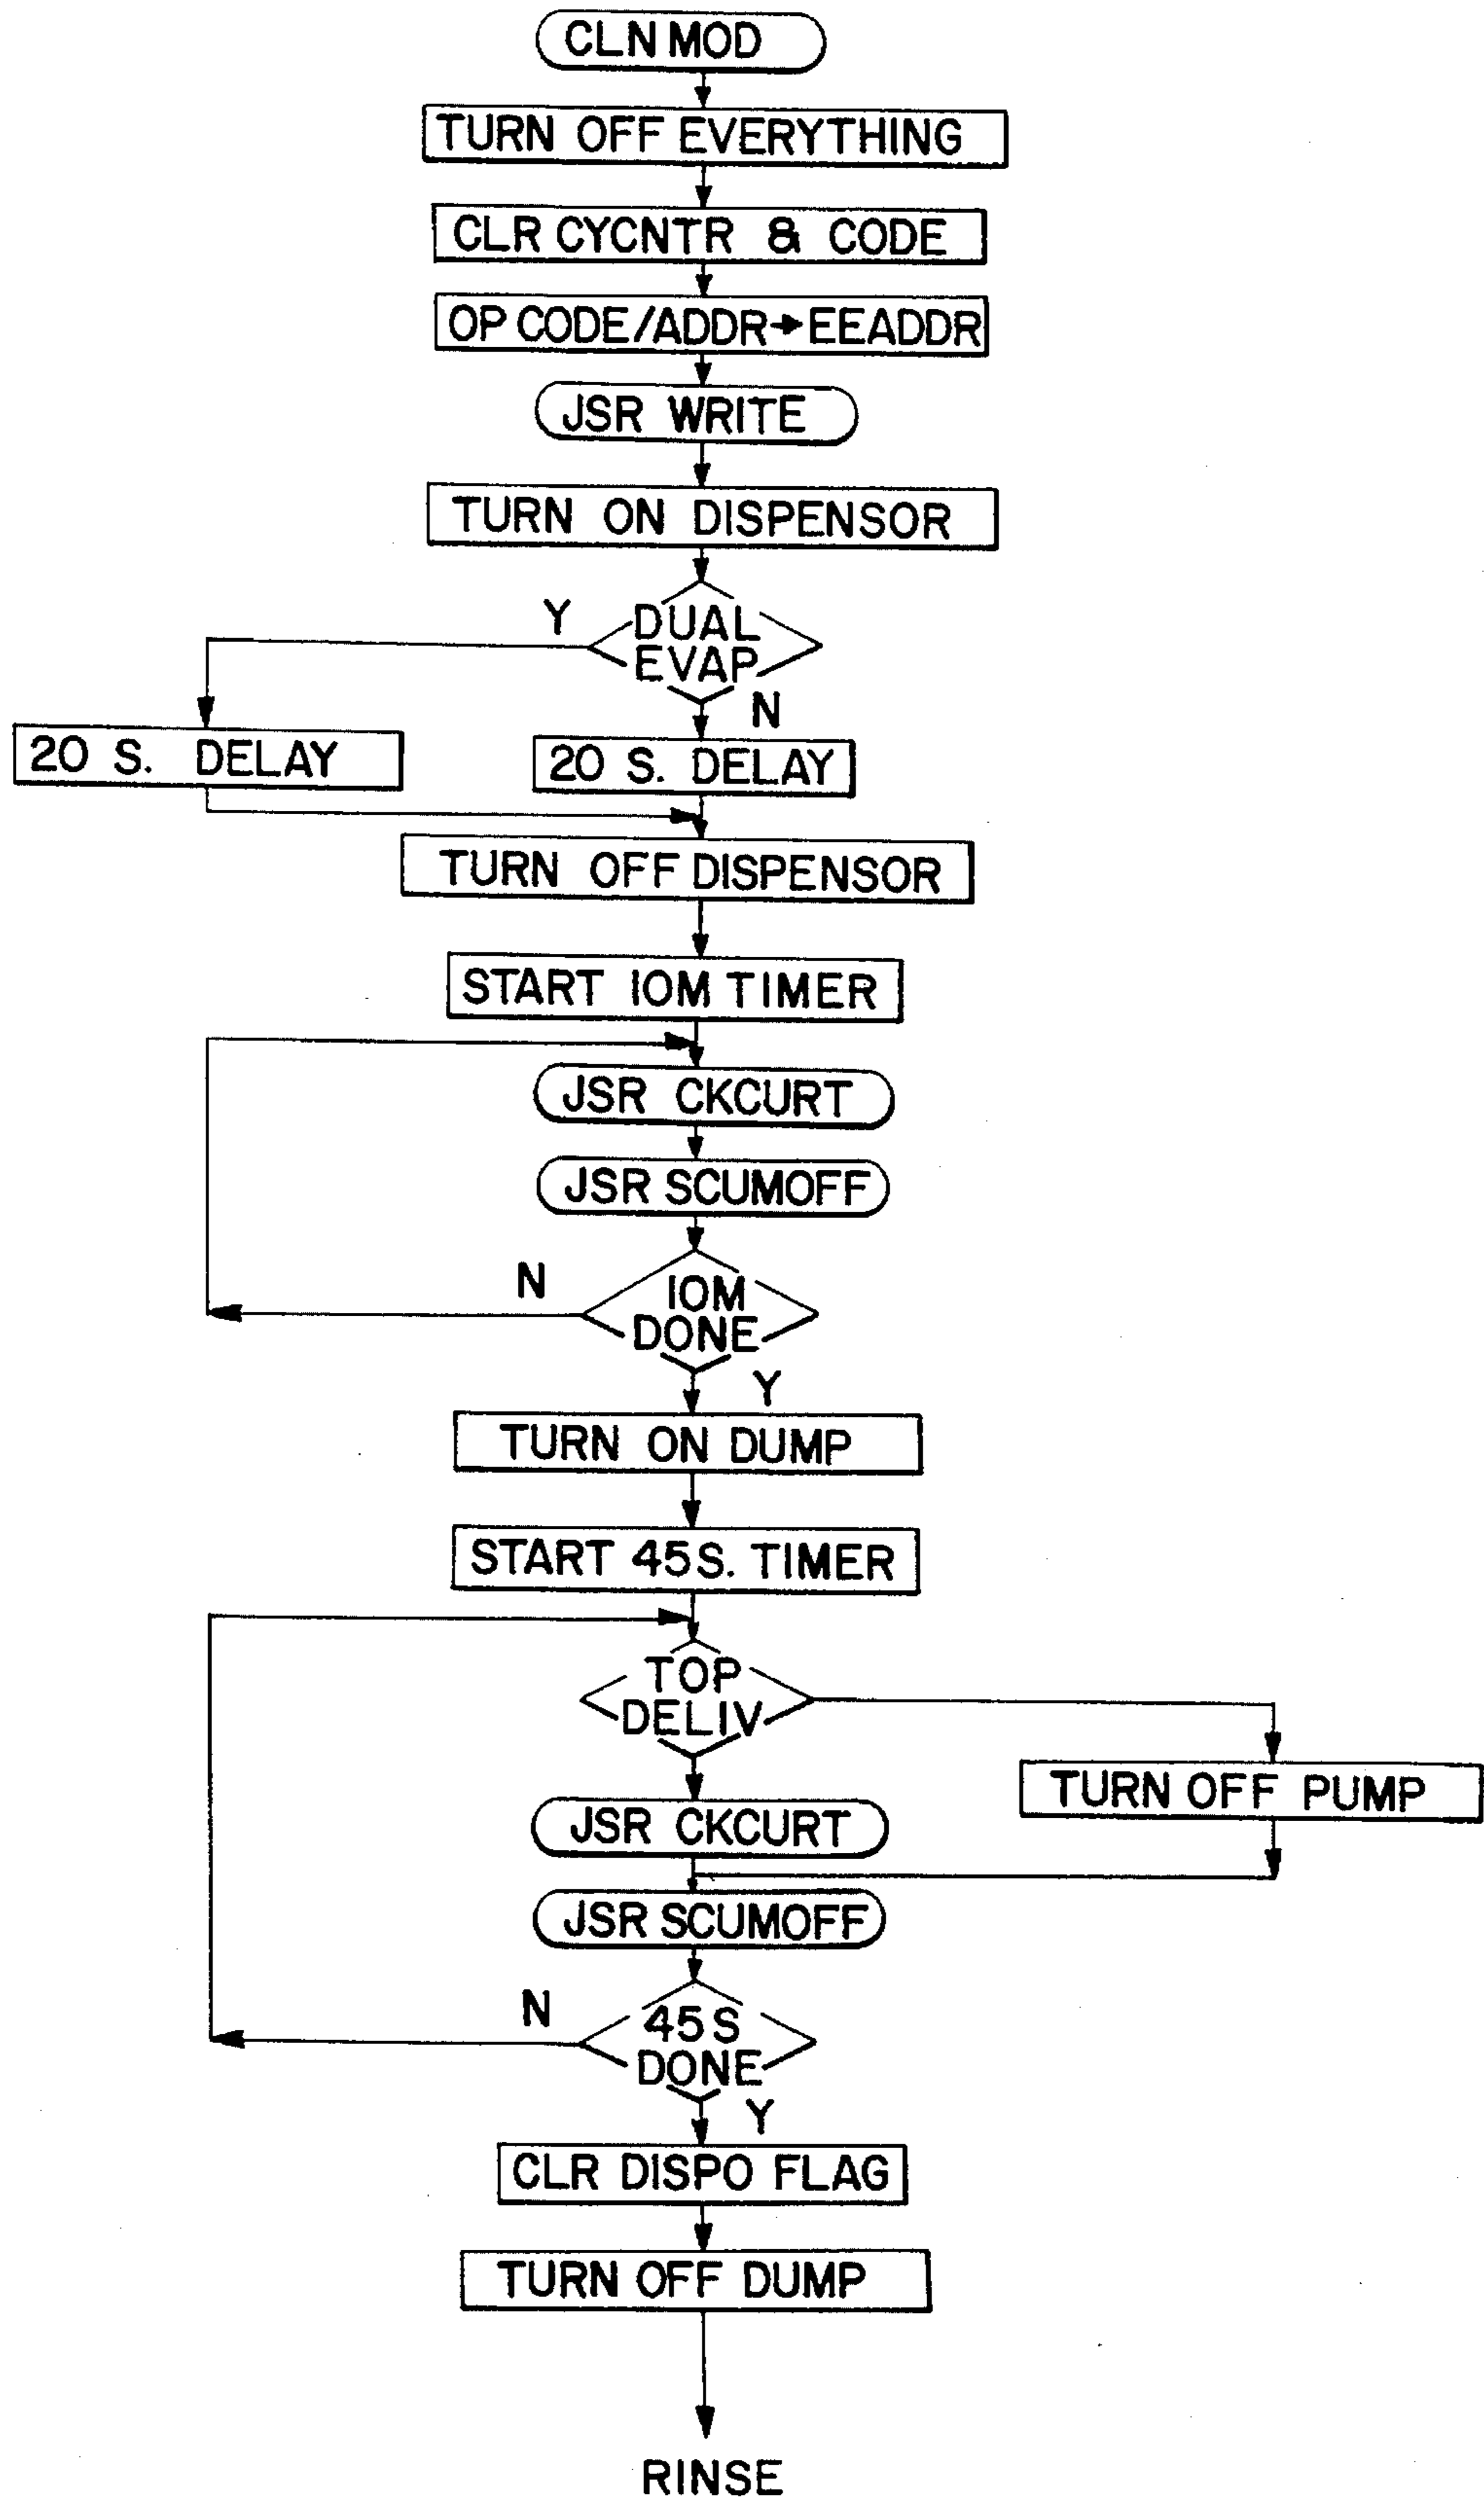 CLN MOD
TURN OFF EVERYTHING
CLR CYCNTR & CODE
OP CODE/ADDR→EEADDR
JSR WRITE
TURN ON DISPENSOR
DUAL
EVAP
Y
N
20 S. DELAY
20 S. DELAY
TURN OFF DISPENSOR
START 10M TIMER
JSR CKCURT
JSR SCUMOFF
10M
DONE
N
Y
TURN ON DUMP
START 45S. TIMER
TOP
DELIV
TURN OFF PUMP
JSR CKCURT
JSR SCUMOFF
45S
DONE
N
Y
CLR DISPO FLAG
TURN OFF DUMP
RINSE